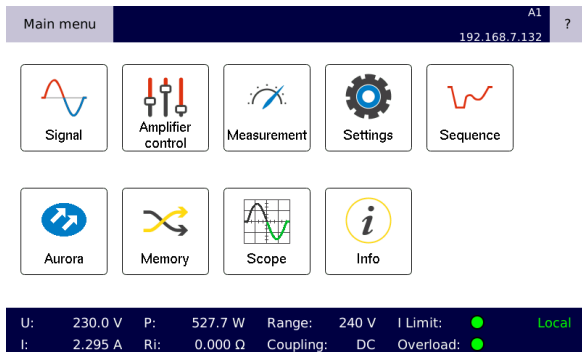 Main menu
A1
192.168.7.132
?
Signal
Amplifier
control
Measurement
Settings
Sequence
Aurora
Memory
Scope
i
Info
U: 230.0 V P: 527.7 W Range: 240 V I Limit: Local
I: 2.295 A Ri: 0.000 Ω Coupling: DC Overload: